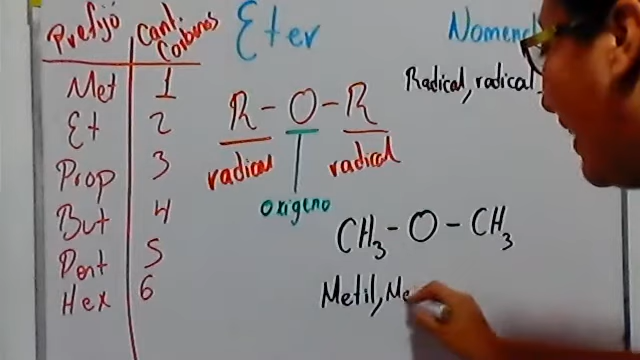 Prefijo Cant. Carbonos
Met 1
Et 2
Prop 3
But 4
Pent 5
Hex 6
Eter
R - O - R
radical radical
oxigeno
Nomencl
Radical, radical
CH3 - O - CH3
Metil, Me